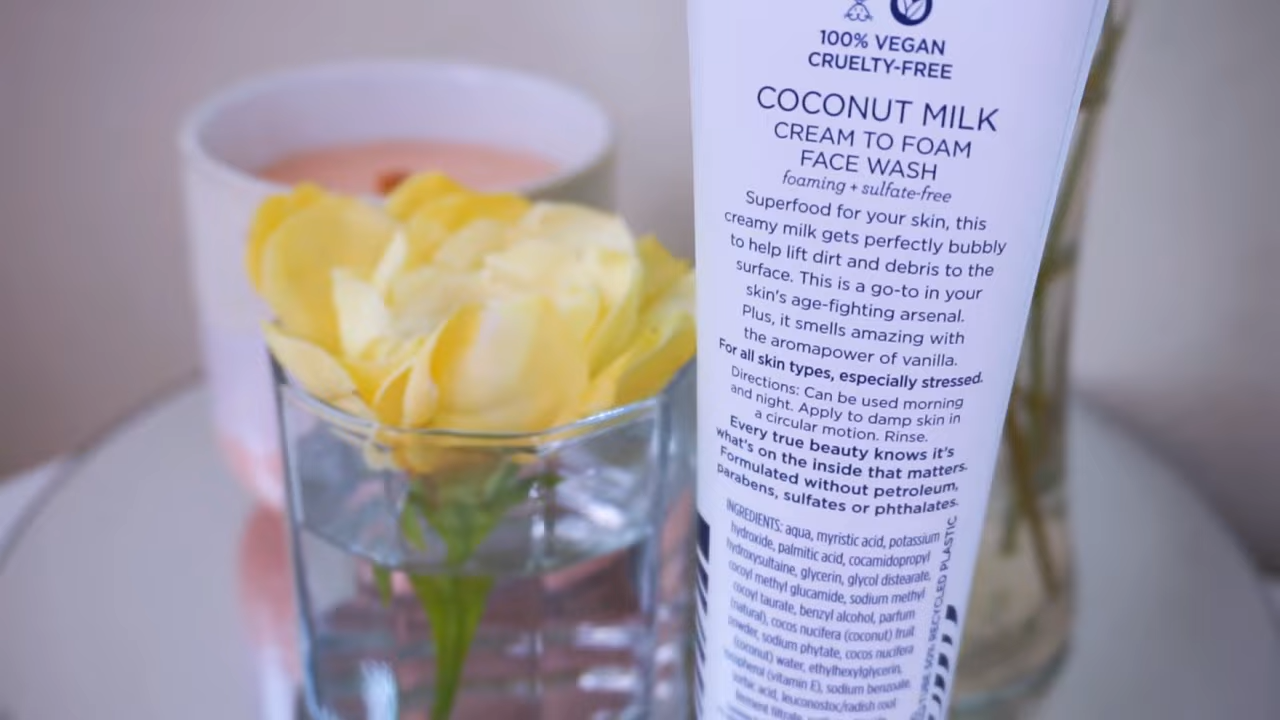 100% VEGAN
CRUELTY-FREE
COCONUT MILK
CREAM TO FOAM
FACE WASH
foaming + sulfate-free
Superfood for your skin, this
creamy milk gets perfectly bubbly
to help lift dirt and debris to the
surface. This is a go-to in your
skin's age-fighting arsenal.
Plus, it smells amazing with
the aromapower of vanilla.
For all skin types, especially stressed.
Directions: Can be used morning
and night. Apply to damp skin in
a circular motion. Rinse.
Every true beauty knows it's
what's on the inside that matters.
Formulated without petroleum,
parabens, sulfates or phthalates.
INGREDIENTS: aqua, myristic acid, potassium
hydroxide, palmitic acid, cocamidopropyl
hydroxysultaine, glycerin, glycol distearate,
cocoyl methyl glucamide, sodium methyl
cocoyl taurate, benzyl alcohol, parfum
(natural), cocos nucifera (coconut) fruit
powder, sodium phytate, cocos nucifera
(coconut) water, ethylhexylglycerin,
tocopherol (vitamin E), sodium benzoate,
sorbic acid, leuconostoc/radish root
ferment filtrate,
TUBE 50% RECYCLED PLASTIC